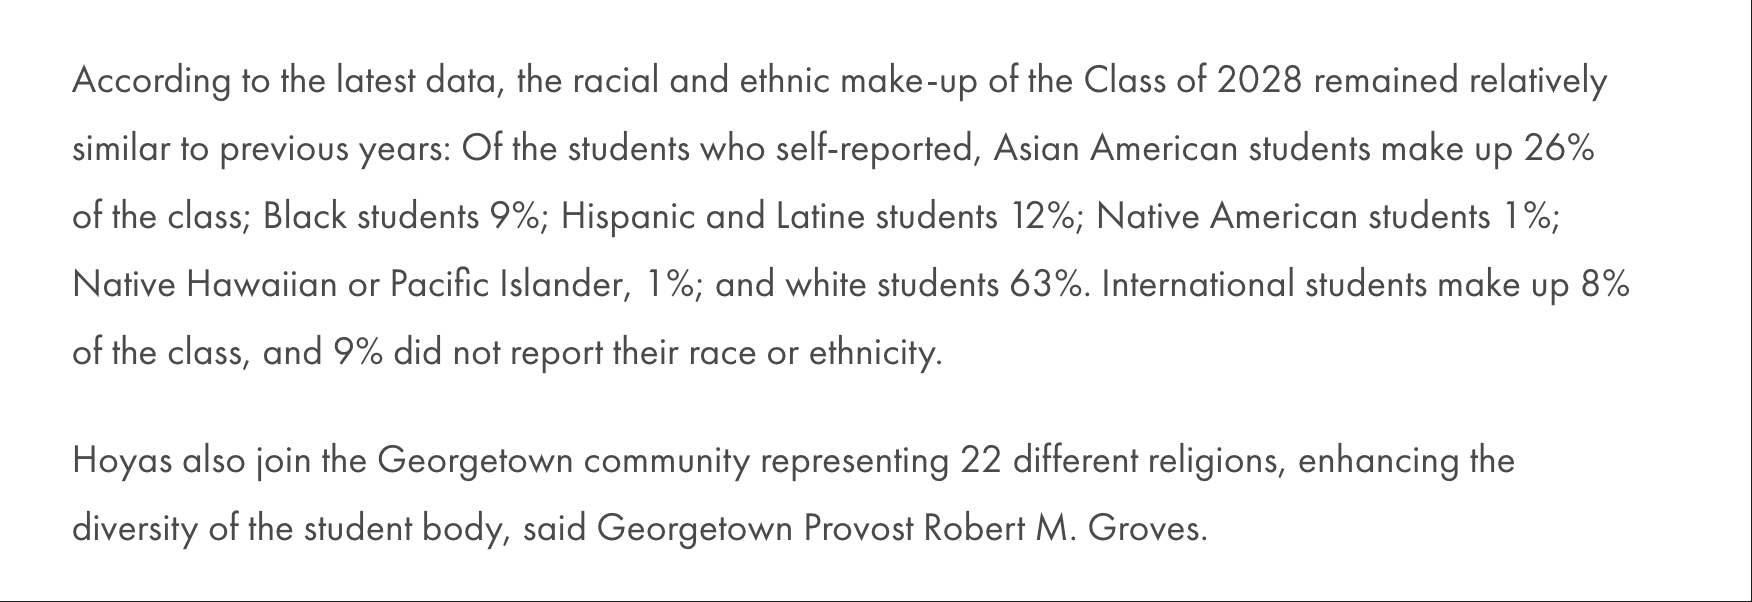 According to the latest data, the racial and ethnic make-up of the Class of 2028 remained relatively
similar to previous years: Of the students who self-reported, Asian American students make up 26%
of the class; Black students 9%; Hispanic and Latine students 12%; Native American students 1%;
Native Hawaiian or Pacific Islander, 1%; and white students 63%. International students make up 8%
of the class, and 9% did not report their race or ethnicity.
Hoyas also join the Georgetown community representing 22 different religions, enhancing the
diversity of the student body, said Georgetown Provost Robert M. Groves.